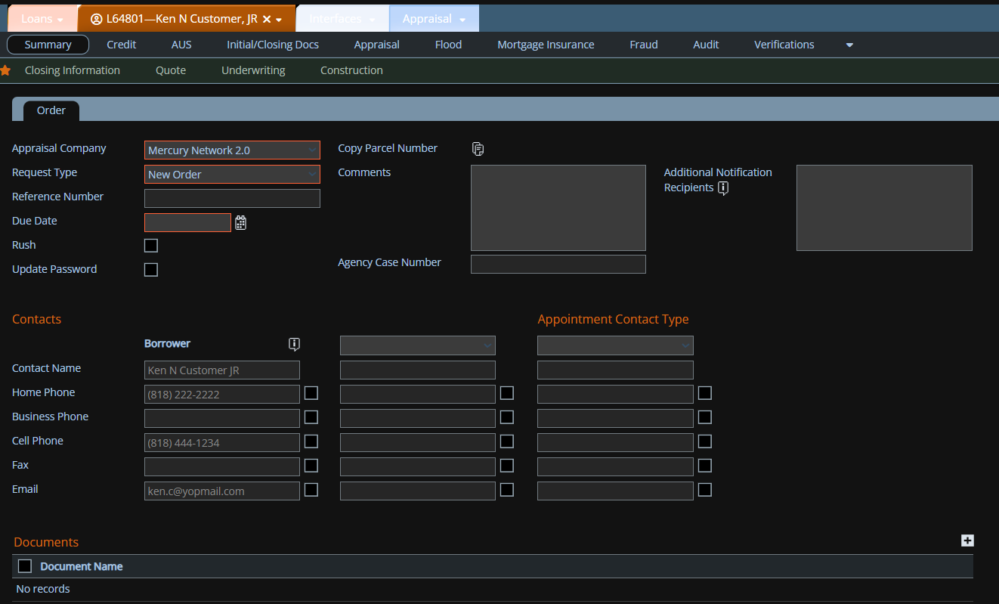 Loans
L64801—Ken N Customer, JR
Interfaces
Appraisal
Summary
Credit
AUS
Initial/Closing Docs
Appraisal
Flood
Mortgage Insurance
Fraud
Audit
Verifications
Closing Information
Quote
Underwriting
Construction
Order
Appraisal Company
Mercury Network 2.0
Copy Parcel Number
Request Type
New Order
Comments
Additional Notification
Recipients
Reference Number
Due Date
Rush
Update Password
Agency Case Number
Contacts
Appointment Contact Type
Borrower
Contact Name
Ken N Customer JR
Home Phone
(818) 222-2222
Business Phone
Cell Phone
(818) 444-1234
Fax
Email
ken.c@yopmail.com
Documents
Document Name
No records